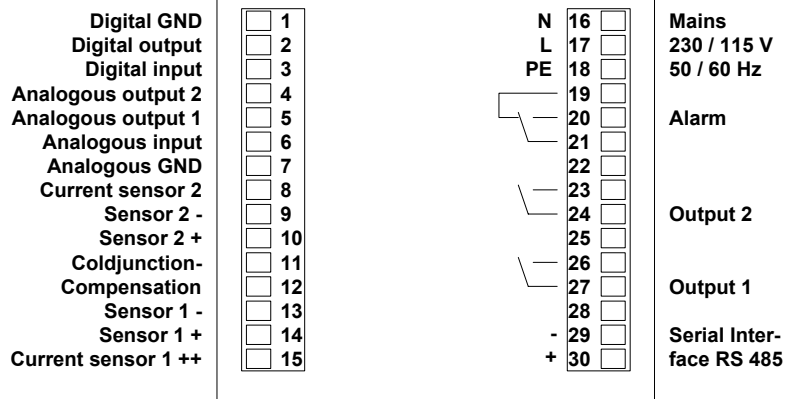 Digital GND 1 N 16 Mains
Digital output 2 L 17 230 / 115 V
Digital input 3 PE 18 50 / 60 Hz
Analogous output 2 4 19
Analogous output 1 5 20 Alarm
Analogous input 6 21
Analogous GND 7 22
Current sensor 2 8 23
Sensor 2 - 9 24 Output 2
Sensor 2 + 10 25
Coldjunction- 11 26
Compensation 12 27 Output 1
Sensor 1 - 13 28
Sensor 1 + 14 - 29 Serial Inter-
Current sensor 1 ++ 15 + 30 face RS 485